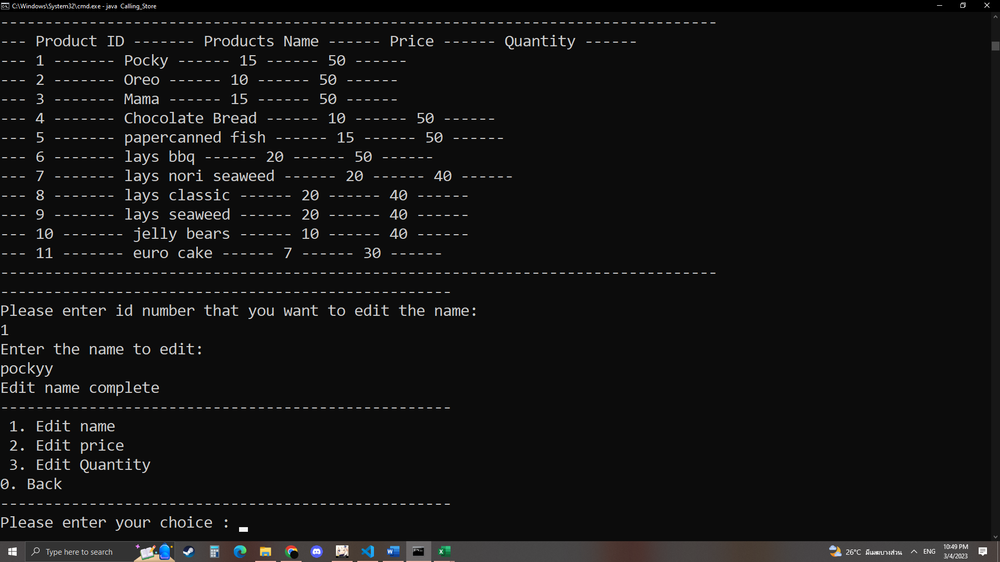 C:\Windows\System32\cmd.exe - java  Calling_Store
---------------------------------------------------------------------------------
--- Product ID ------- Products Name ------ Price ------ Quantity ------
--- 1 ------- Pocky ------ 15 ------ 50 ------
--- 2 ------- Oreo ------ 10 ------ 50 ------
--- 3 ------- Mama ------ 15 ------ 50 ------
--- 4 ------- Chocolate Bread ------ 10 ------ 50 ------
--- 5 ------- papercanned fish ------ 15 ------ 50 ------
--- 6 ------- lays bbq ------ 20 ------ 50 ------
--- 7 ------- lays nori seaweed ------ 20 ------ 40 ------
--- 8 ------- lays classic ------ 20 ------ 40 ------
--- 9 ------- lays seaweed ------ 20 ------ 40 ------
--- 10 ------- jelly bears ------ 10 ------ 40 ------
--- 11 ------- euro cake ------ 7 ------ 30 ------
---------------------------------------------------------------------------------
---------------------------------------------------
Please enter id number that you want to edit the name:
1
Enter the name to edit:
pockyy
Edit name complete
---------------------------------------------------
 1. Edit name
 2. Edit price
 3. Edit Quantity
0. Back
---------------------------------------------------
Please enter your choice :
Type here to search
26°C มีเมฆบางส่วน
ENG
10:49 PM
3/4/2023